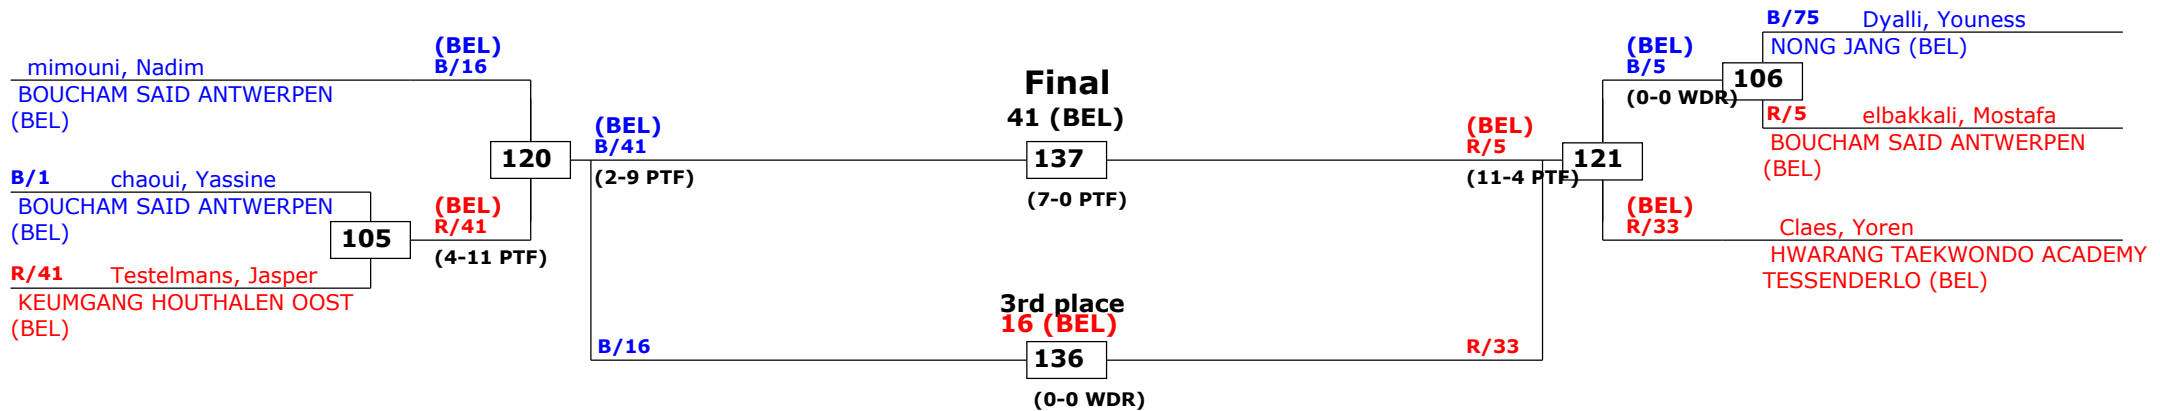 mimouni, Nadim
BOUCHAM SAID ANTWERPEN
(BEL)
(BEL)
B/16
B/1 chaoui, Yassine
BOUCHAM SAID ANTWERPEN
(BEL)
R/41 Testelmans, Jasper
KEUMGANG HOUTHALEN OOST
(BEL)
105
(BEL)
R/41
(4-11 PTF)
120
(BEL)
B/41
(2-9 PTF)
Final
41 (BEL)
137
(7-0 PTF)
3rd place
16 (BEL)
B/16
136
R/33
(0-0 WDR)
(BEL)
R/5
(11-4 PTF)
121
(BEL)
B/5
(0-0 WDR)
106
B/75 Dyalli, Youness
NONG JANG (BEL)
R/5 elbakkali, Mostafa
BOUCHAM SAID ANTWERPEN
(BEL)
(BEL)
R/33
Claes, Yoren
HWARANG TAEKWONDO ACADEMY
TESSENDERLO (BEL)